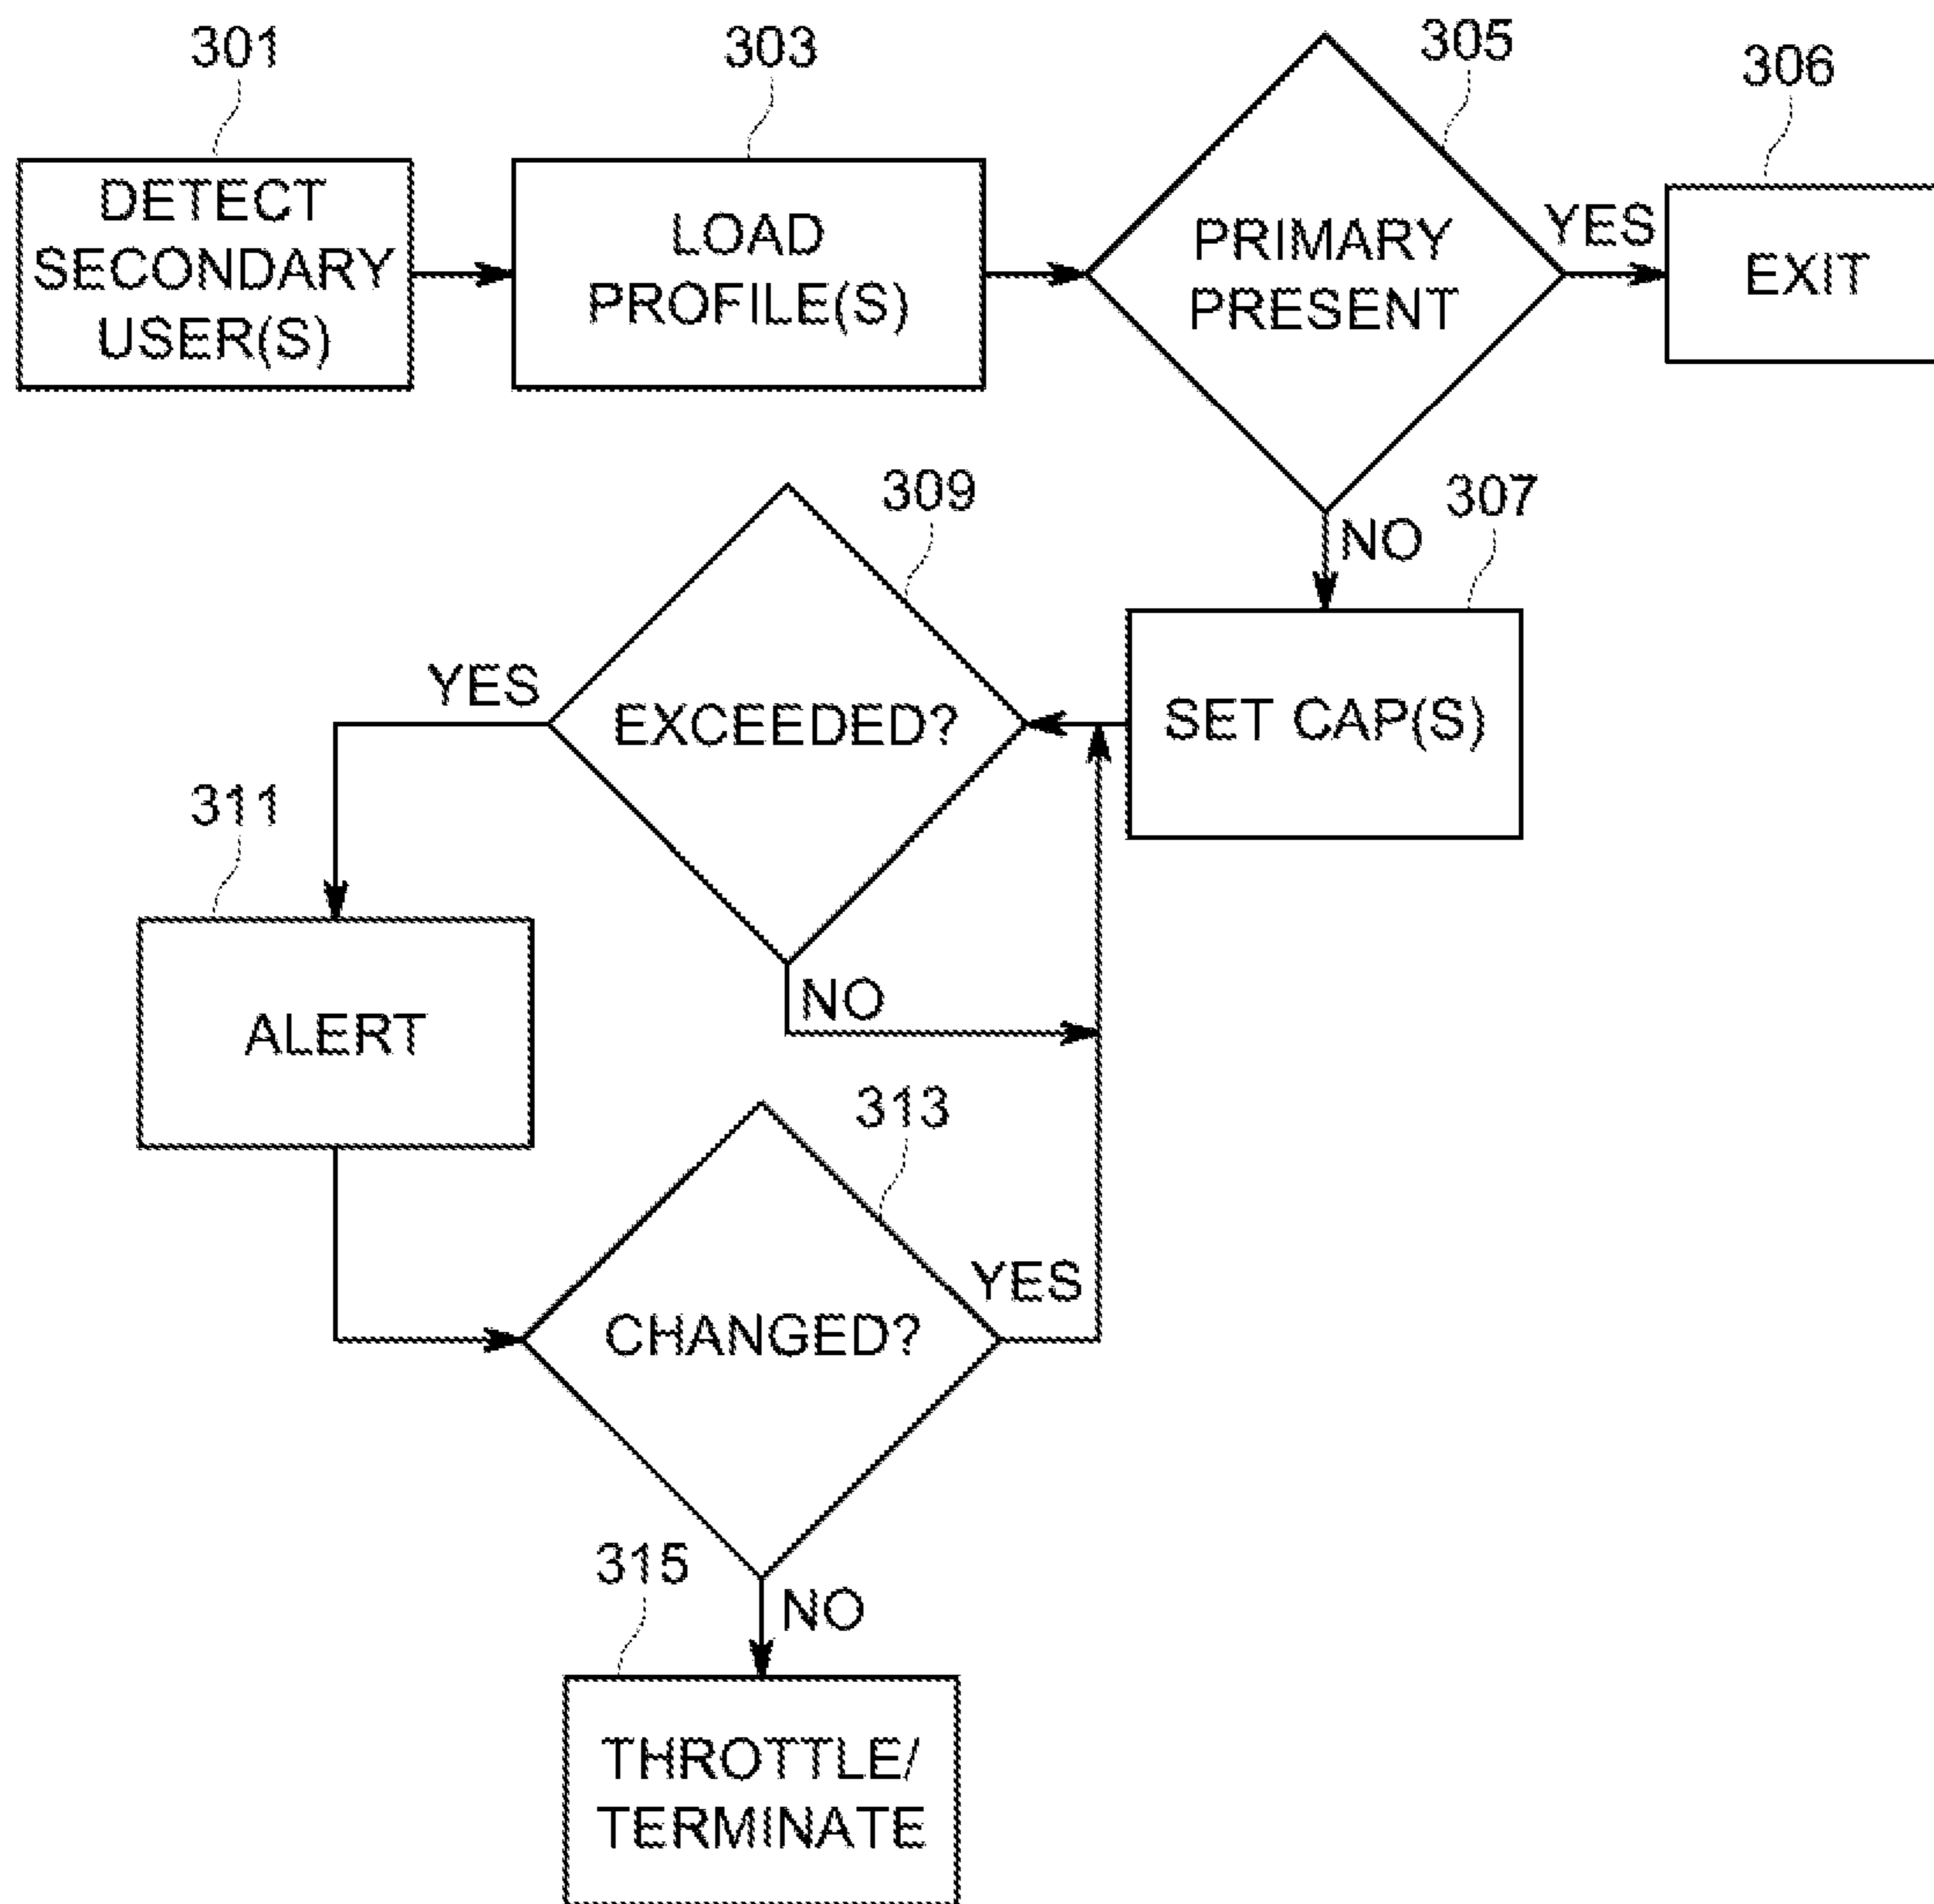 301
303
305
306
DETECT
SECONDARY
USER(S)
LOAD
PROFILE(S)
PRIMARY
PRESENT
YES
EXIT
NO
307
309
SET CAP(S)
YES
EXCEEDED?
NO
311
ALERT
313
CHANGED?
YES
NO
315
THROTTLE/
TERMINATE